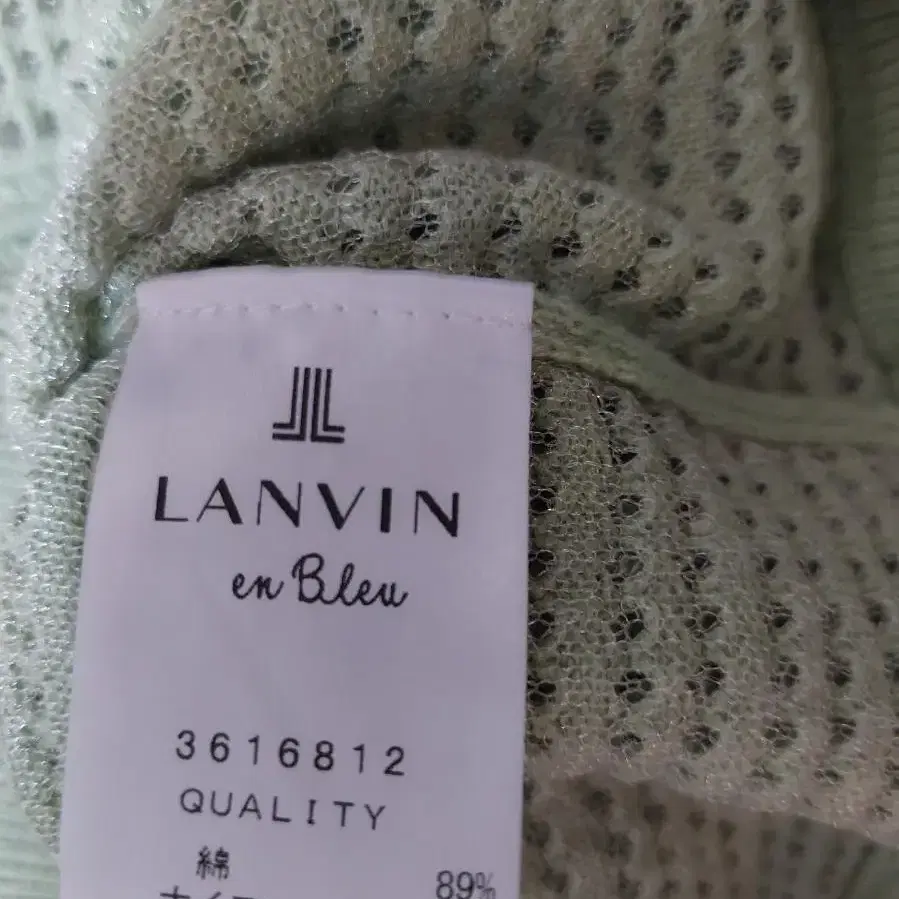 LANVIN
en Bleu
3616812
QUALITY
綿 89%